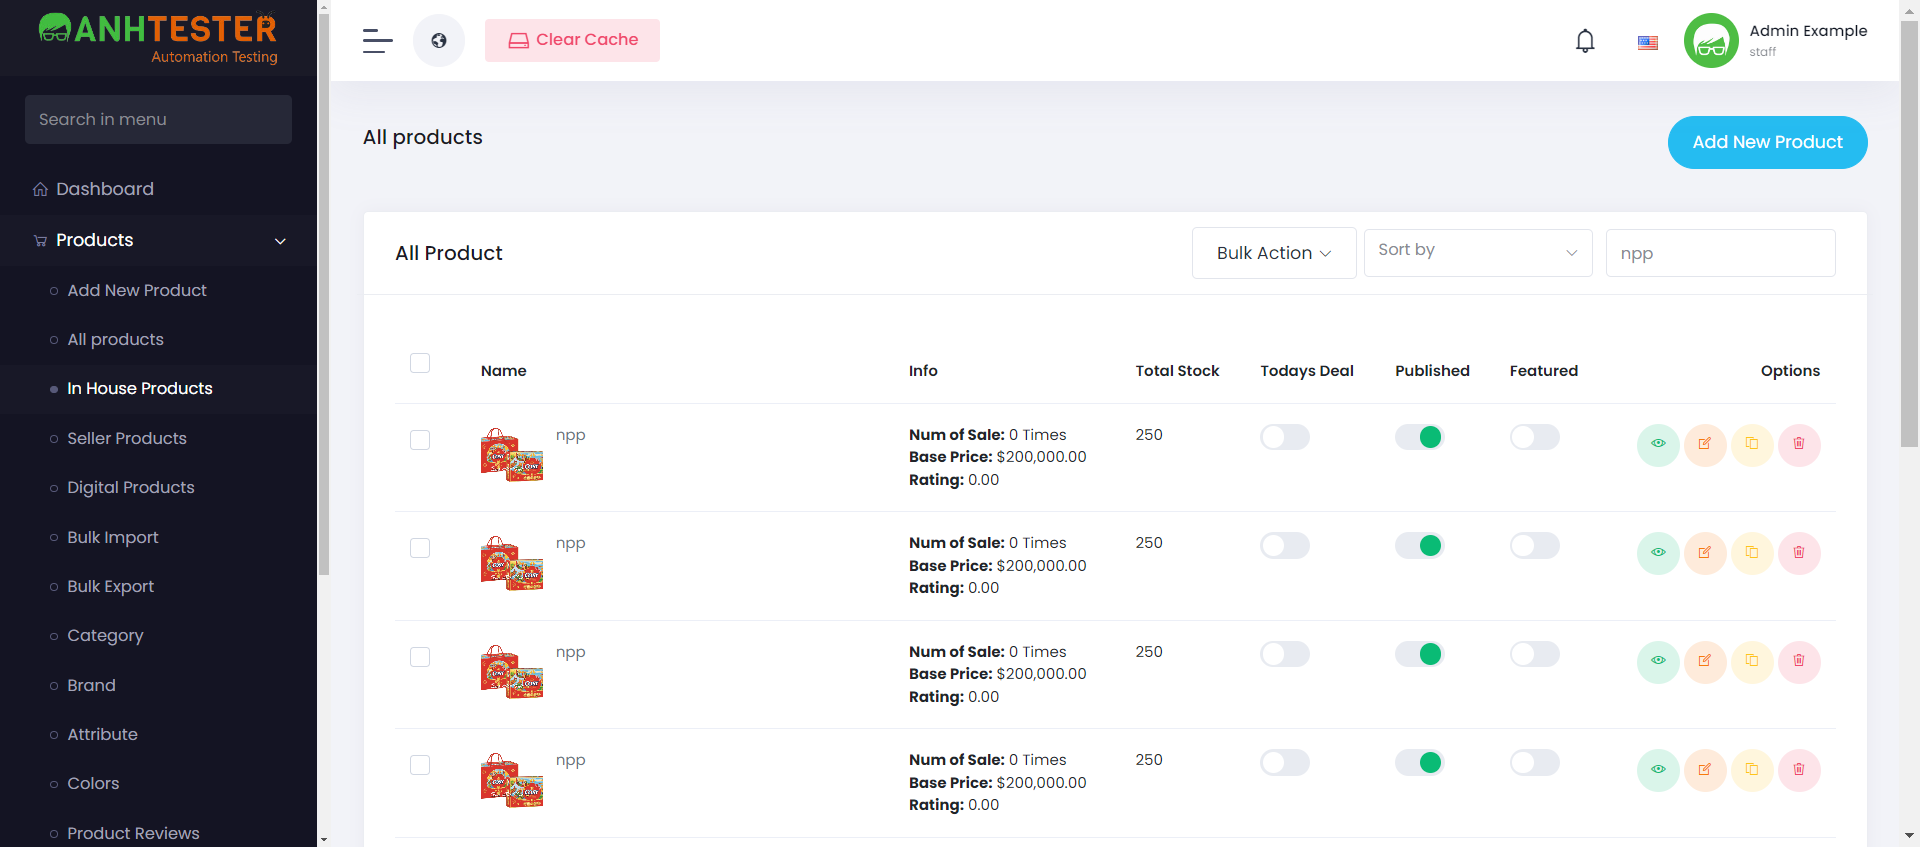 ANHTESTER
Automation Testing
Search in menu
Dashboard
Products
Add New Product
All products
In House Products
Seller Products
Digital Products
Bulk Import
Bulk Export
Category
Brand
Attribute
Colors
Product Reviews
Clear Cache
Admin Example
staff
All products
Add New Product
All Product
Bulk Action
Sort by
npp
Name Info Total Stock Todays Deal Published Featured Options
npp Num of Sale: 0 Times 250
Base Price: $200,000.00
Rating: 0.00
npp Num of Sale: 0 Times 250
Base Price: $200,000.00
Rating: 0.00
npp Num of Sale: 0 Times 250
Base Price: $200,000.00
Rating: 0.00
npp Num of Sale: 0 Times 250
Base Price: $200,000.00
Rating: 0.00